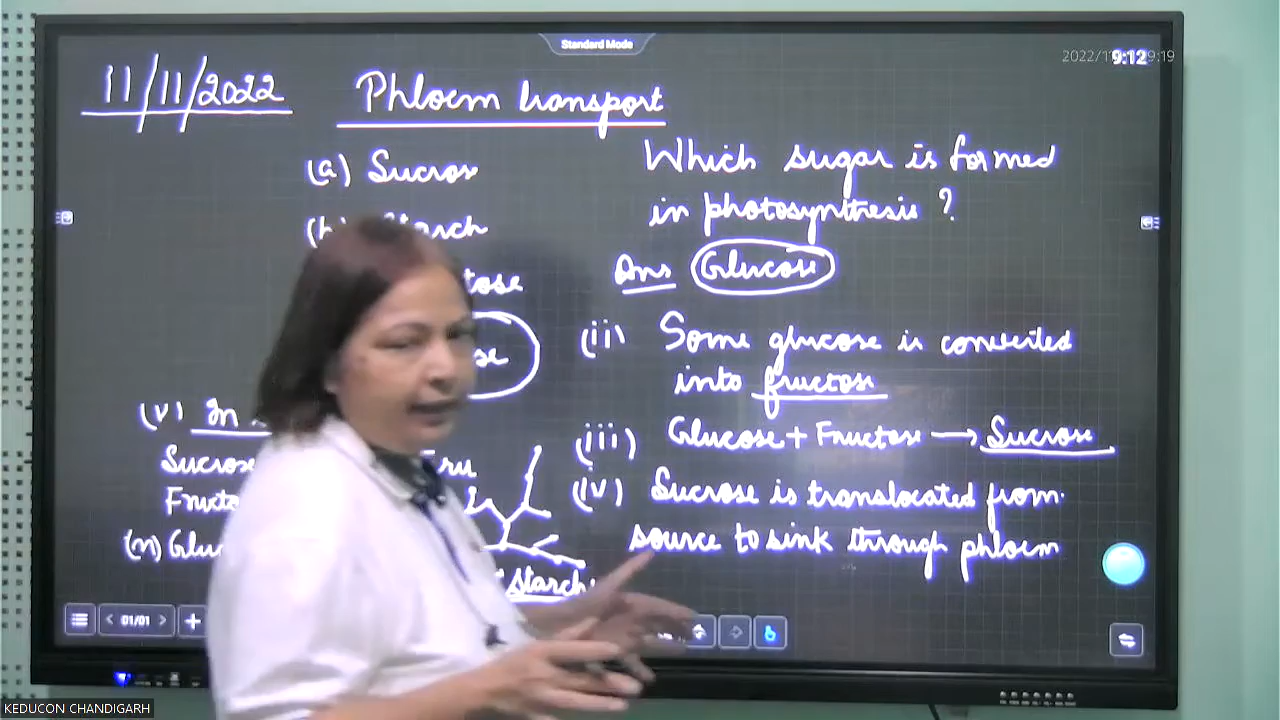 Standard Mode
9:12
11/11/2022 Phloem transport
(a) Sucrose
Which sugar is formed
in photosynthesis ?
Ans Glucose
(ii) Some glucose is converted
into fructose
(iii) Glucose + Fructose → Sucrose
(iv) Sucrose is translocated from
source to sink through phloem
(v) In
Sucrose
starch
01/01
KEDUCON CHANDIGARH